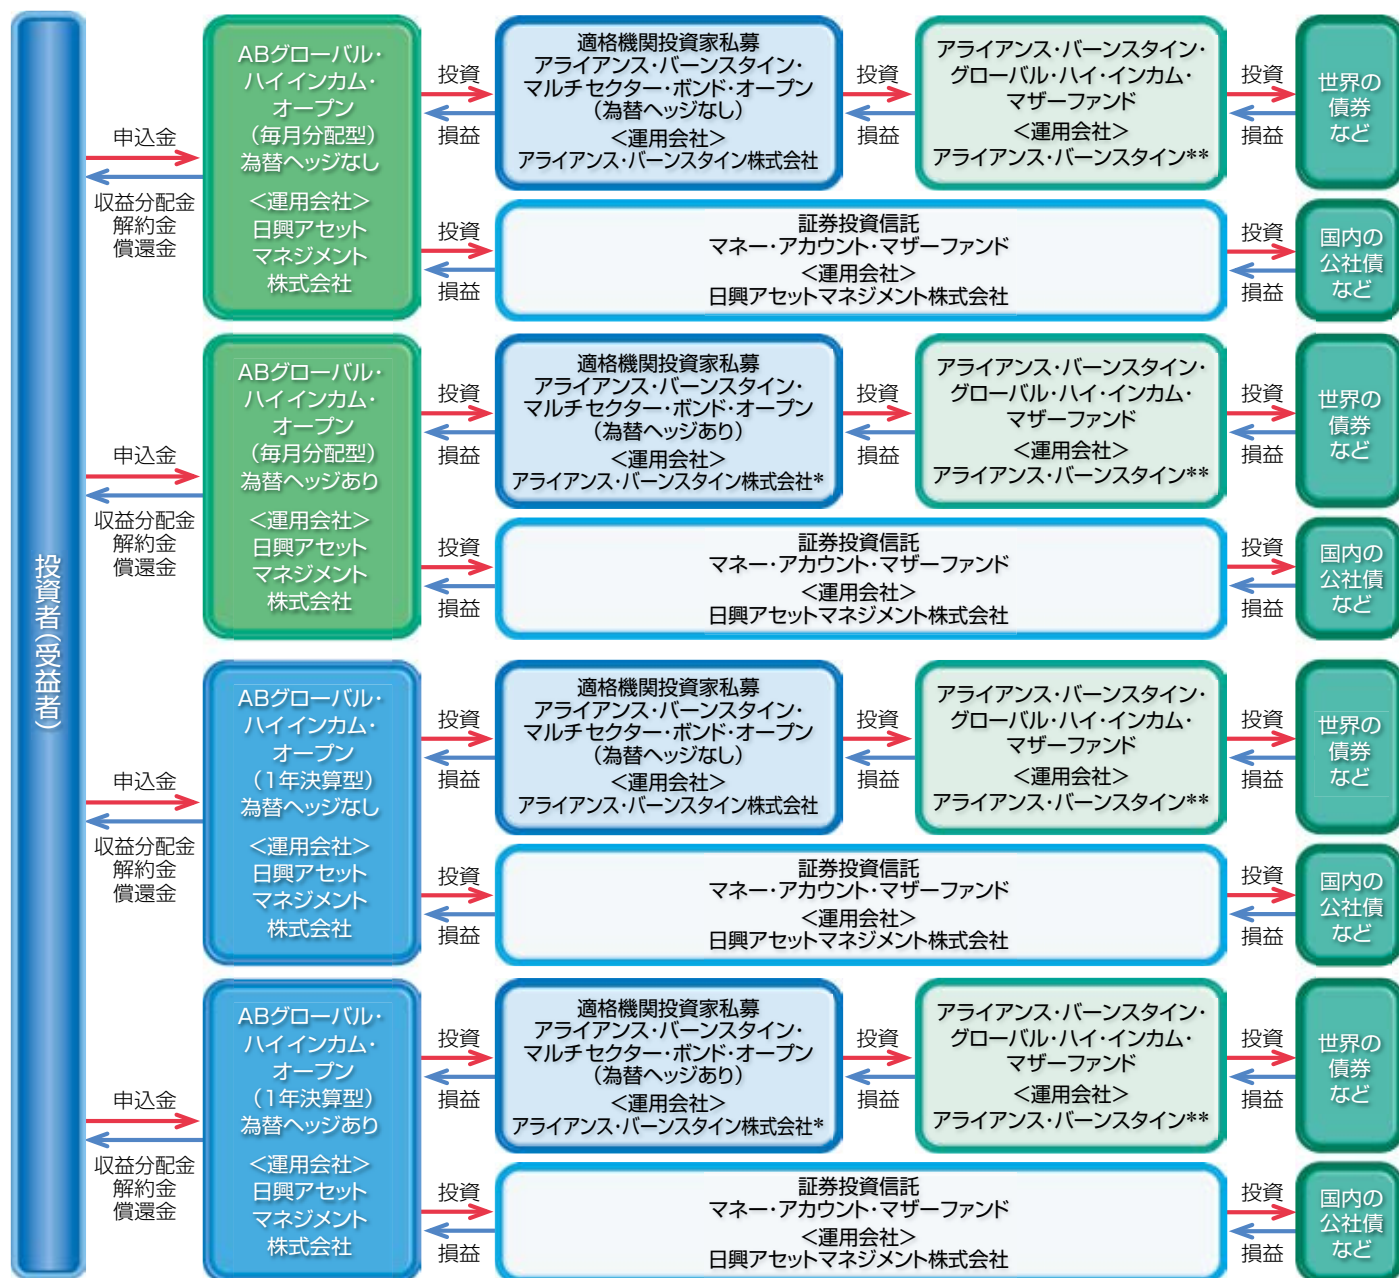 投資者(受益者)
申込金
収益分配金
解約金
償還金
ABグローバル・
ハイインカム・
オープン
(毎月分配型)
為替ヘッジなし
<運用会社>
日興アセット
マネジメント
株式会社
投資
損益
適格機関投資家私募
アライアンス・バーンスタイン・
マルチセクター・ボンド・オープン
(為替ヘッジなし)
<運用会社>
アライアンス・バーンスタイン株式会社
投資
損益
アライアンス・バーンスタイン・
グローバル・ハイ・インカム・
マザーファンド
<運用会社>
アライアンス・バーンスタイン**
投資
損益
世界の
債券
など
投資
損益
証券投資信託
マネー・アカウント・マザーファンド
<運用会社>
日興アセットマネジメント株式会社
投資
損益
国内の
公社債
など
申込金
収益分配金
解約金
償還金
ABグローバル・
ハイインカム・
オープン
(毎月分配型)
為替ヘッジあり
<運用会社>
日興アセット
マネジメント
株式会社
投資
損益
適格機関投資家私募
アライアンス・バーンスタイン・
マルチセクター・ボンド・オープン
(為替ヘッジあり)
<運用会社>
アライアンス・バーンスタイン株式会社*
投資
損益
アライアンス・バーンスタイン・
グローバル・ハイ・インカム・
マザーファンド
<運用会社>
アライアンス・バーンスタイン**
投資
損益
世界の
債券
など
投資
損益
証券投資信託
マネー・アカウント・マザーファンド
<運用会社>
日興アセットマネジメント株式会社
投資
損益
国内の
公社債
など
申込金
収益分配金
解約金
償還金
ABグローバル・
ハイインカム・
オープン
(1年決算型)
為替ヘッジなし
<運用会社>
日興アセット
マネジメント
株式会社
投資
損益
適格機関投資家私募
アライアンス・バーンスタイン・
マルチセクター・ボンド・オープン
(為替ヘッジなし)
<運用会社>
アライアンス・バーンスタイン株式会社
投資
損益
アライアンス・バーンスタイン・
グローバル・ハイ・インカム・
マザーファンド
<運用会社>
アライアンス・バーンスタイン**
投資
損益
世界の
債券
など
投資
損益
証券投資信託
マネー・アカウント・マザーファンド
<運用会社>
日興アセットマネジメント株式会社
投資
損益
国内の
公社債
など
申込金
収益分配金
解約金
償還金
ABグローバル・
ハイインカム・
オープン
(1年決算型)
為替ヘッジあり
<運用会社>
日興アセット
マネジメント
株式会社
投資
損益
適格機関投資家私募
アライアンス・バーンスタイン・
マルチセクター・ボンド・オープン
(為替ヘッジあり)
<運用会社>
アライアンス・バーンスタイン株式会社*
投資
損益
アライアンス・バーンスタイン・
グローバル・ハイ・インカム・
マザーファンド
<運用会社>
アライアンス・バーンスタイン**
投資
損益
世界の
債券
など
投資
損益
証券投資信託
マネー・アカウント・マザーファンド
<運用会社>
日興アセットマネジメント株式会社
投資
損益
国内の
公社債
など